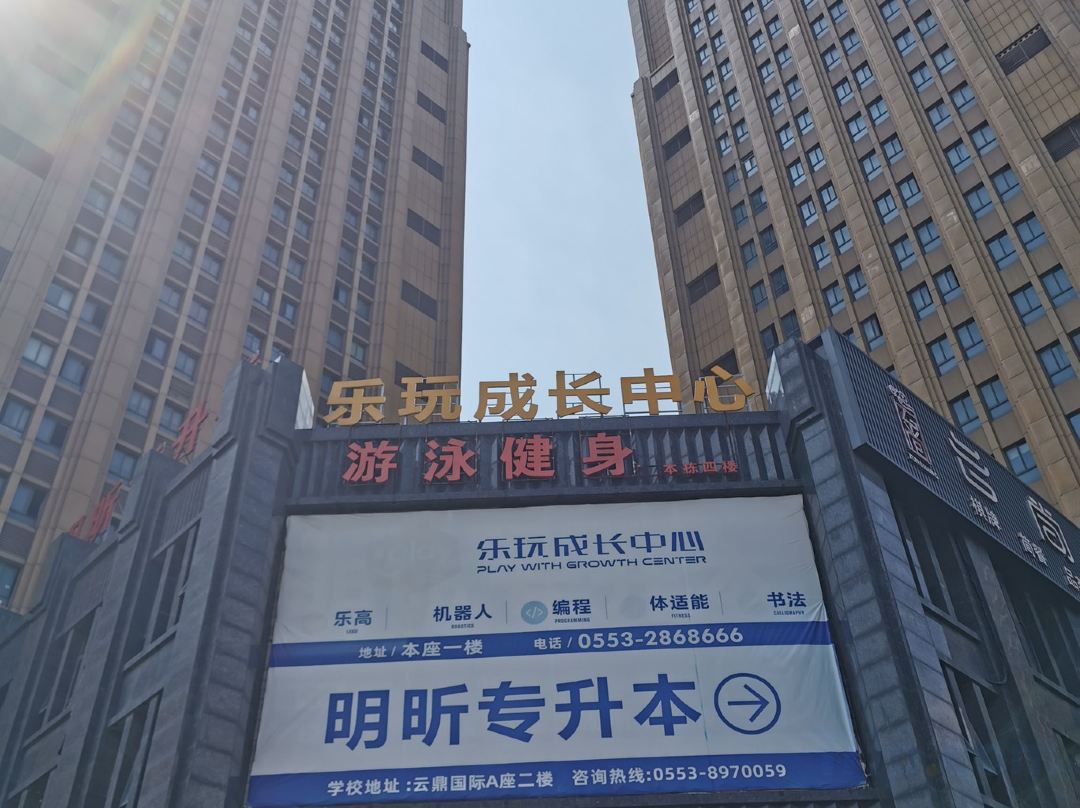 乐玩成长中心
游泳健身 本栋四楼
乐玩成长中心
PLAY WITH GROWTH CENTER
乐高 机器人 </> 编程 体适能 书法
LEGO ROBOTICS PROGRAMMING FITNESS CALLIGRAPHY
地址/本座一楼 电话/0553-2868666
明昕专升本
学校地址:云鼎国际A座二楼 咨询热线:0553-8970059
旨尚品